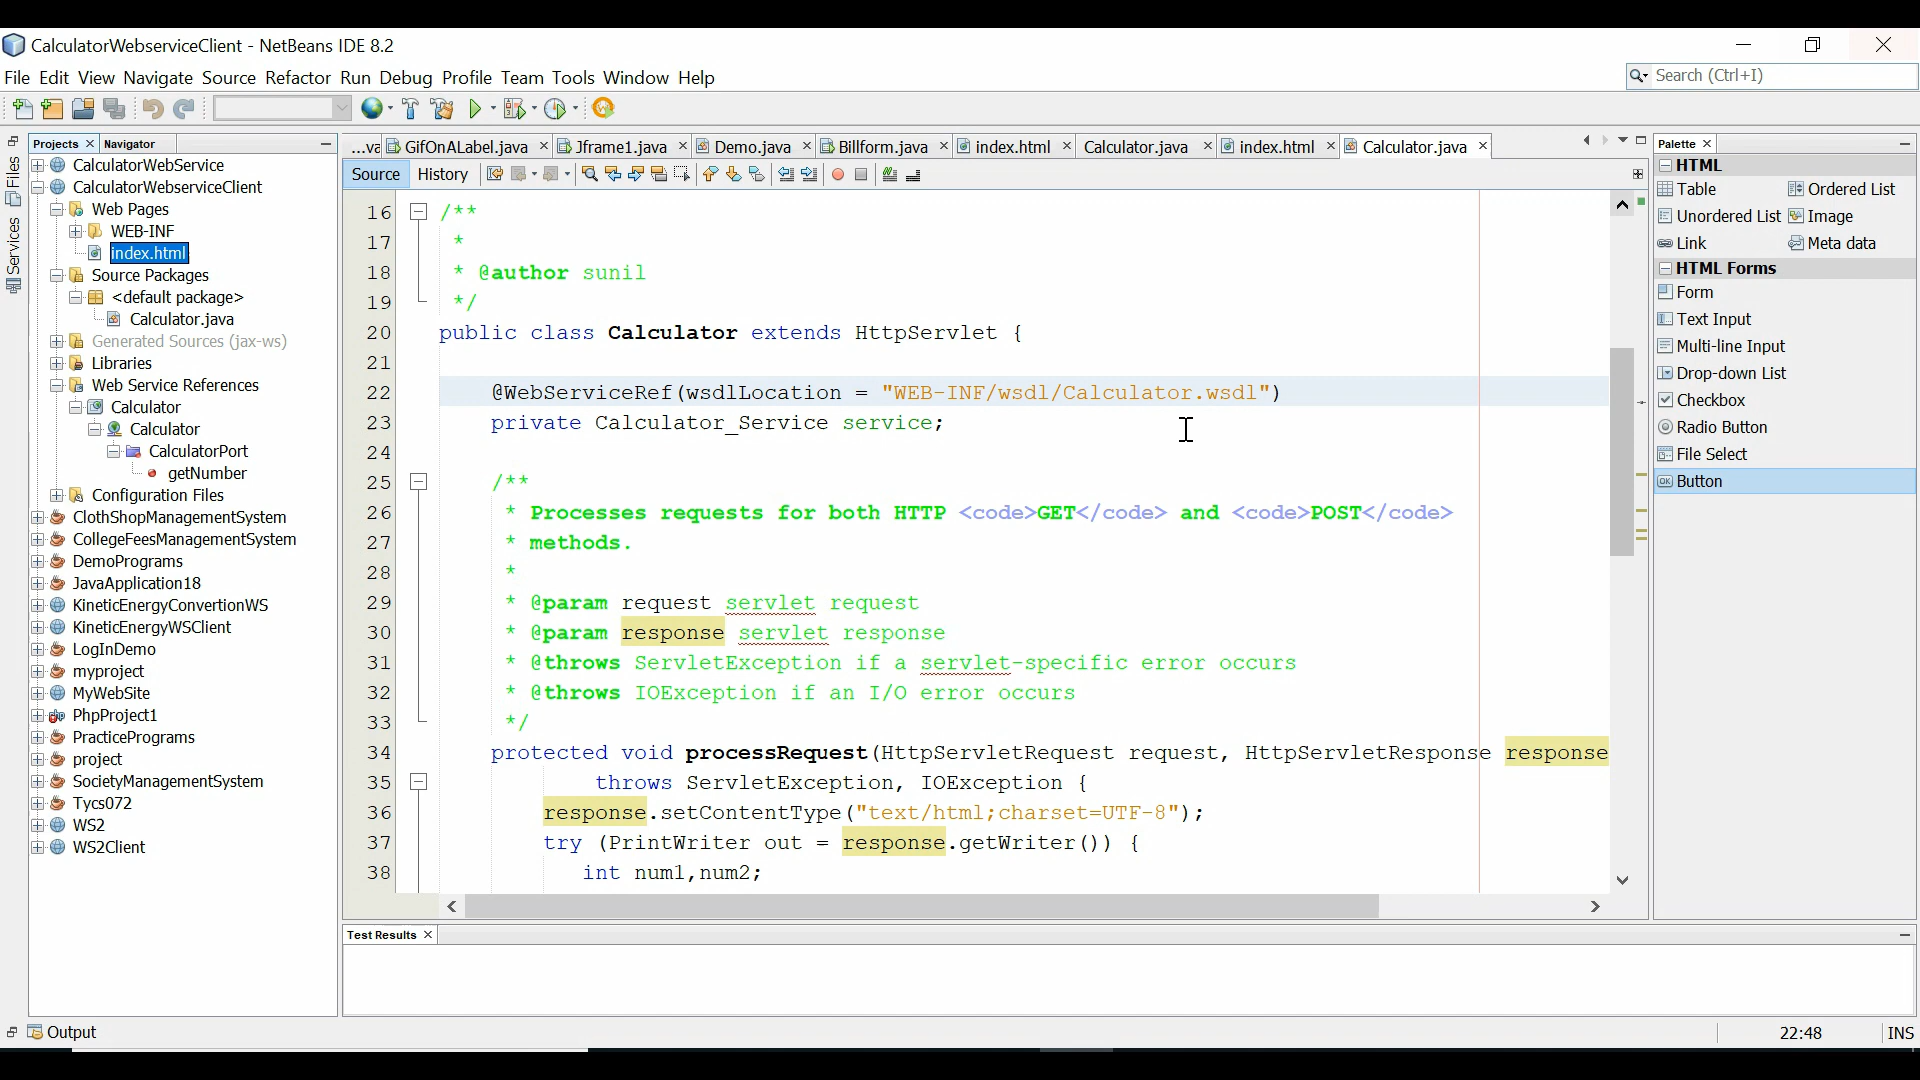 CalculatorWebserviceClient - NetBeans IDE 8.2
File Edit View Navigate Source Refactor Run Debug Profile Team Tools Window Help
Search (Ctrl+I)
Files
Services
Projects
Navigator
CalculatorWebService
CalculatorWebserviceClient
Web Pages
WEB-INF
index.html
Source Packages
<default package>
Calculator.java
Generated Sources (jax-ws)
Libraries
Web Service References
Calculator
Calculator
CalculatorPort
getNumber
Configuration Files
ClothShopManagementSystem
CollegeFeesManagementSystem
DemoPrograms
JavaApplication18
KineticEnergyConvertionWS
KineticEnergyWSClient
LogInDemo
myproject
MyWebSite
PhpProject1
PracticePrograms
project
SocietyManagementSystem
Tycs072
WS2
WS2Client
...va GifOnALabel.java Jframe1.java Demo.java Billform.java index.html Calculator.java index.html Calculator.java
Source History
16 /**
17 *
18 * @author sunil
19 */
20 public class Calculator extends HttpServlet {
21
22 @WebServiceRef(wsdlLocation = "WEB-INF/wsdl/Calculator.wsdl")
23 private Calculator_Service service;
24
25 /**
26 * Processes requests for both HTTP <code>GET</code> and <code>POST</code>
27 * methods.
28 *
29 * @param request servlet request
30 * @param response servlet response
31 * @throws ServletException if a servlet-specific error occurs
32 * @throws IOException if an I/O error occurs
33 */
34 protected void processRequest(HttpServletRequest request, HttpServletResponse response
35 throws ServletException, IOException {
36 response.setContentType("text/html;charset=UTF-8");
37 try (PrintWriter out = response.getWriter()) {
38 int num1,num2;
Palette
HTML
Table Ordered List
Unordered List Image
Link Meta data
HTML Forms
Form
Text Input
Multi-line Input
Drop-down List
Checkbox
Radio Button
File Select
Button
Test Results
Output
22:48 INS